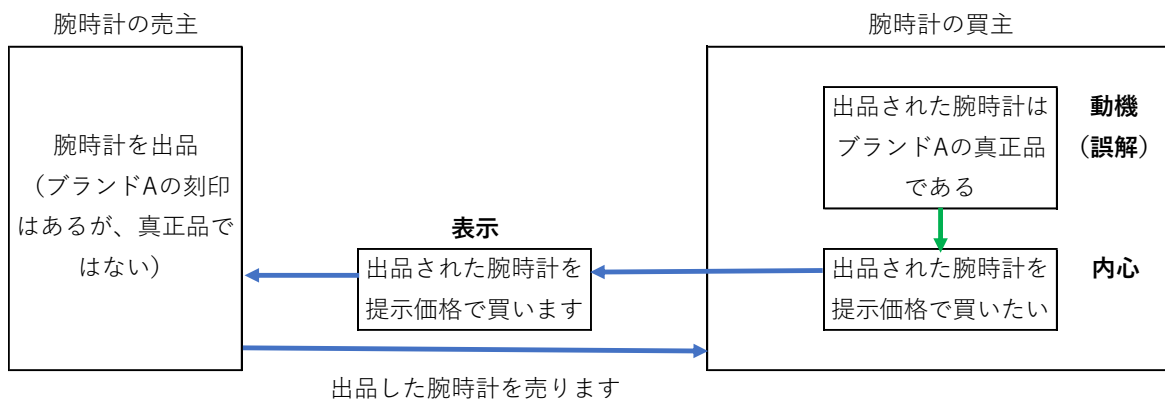 腕時計の売主
腕時計の買主
腕時計を出品
（ブランドAの刻印
はあるが、真正品で
はない）
表示
出品された腕時計を
提示価格で買います
出品された腕時計は
ブランドAの真正品
である
動機
（誤解）
出品された腕時計を
提示価格で買いたい
内心
出品した腕時計を売ります